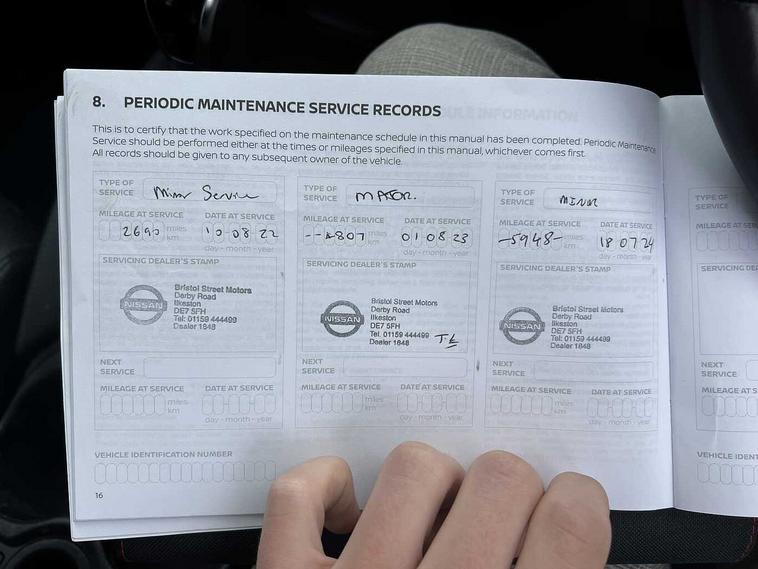 8. PERIODIC MAINTENANCE SERVICE RECORDS
This is to certify that the work specified on the maintenance schedule in this manual has been completed. Periodic Maintenance
Service should be performed either at the times or mileages specified in this manual, whichever comes first.
All records should be given to any subsequent owner of the vehicle.
TYPE OF SERVICE Minor Service
MILEAGE AT SERVICE DATE AT SERVICE
2690 miles km 10-08-22
day - month - year
SERVICING DEALER'S STAMP
NISSAN
Bristol Street Motors
Derby Road
Ilkeston
DE7 5FH
Tel: 01159 444499
Dealer 1848
NEXT SERVICE
MILEAGE AT SERVICE DATE AT SERVICE
miles km
day - month - year
TYPE OF SERVICE MAJOR.
MILEAGE AT SERVICE DATE AT SERVICE
miles km 01 08 23
day - month - year
SERVICING DEALER'S STAMP
NISSAN
Bristol Street Motors
Derby Road
Ilkeston
DE7 5FH
Tel. 01159 444499
Dealer 1848
NEXT SERVICE
MILEAGE AT SERVICE DATE AT SERVICE
miles km
day - month - year
TYPE OF SERVICE MINOR
MILEAGE AT SERVICE DATE AT SERVICE
-5948- miles km 18 07 24
day - month - year
SERVICING DEALER'S STAMP
NISSAN
Bristol Street Motors
Derby Road
Ilkeston
DE7 5FH
Tel: 01159 444499
Dealer 1848
NEXT SERVICE
MILEAGE AT SERVICE DATE AT SERVICE
miles km
day - month - year
VEHICLE IDENTIFICATION NUMBER
16
TYPE OF
SERVICE
MILEAGE AT SE
SERVICING DEA
NEXT
SERVICE
MILEAGE AT S
VEHICLE IDENT